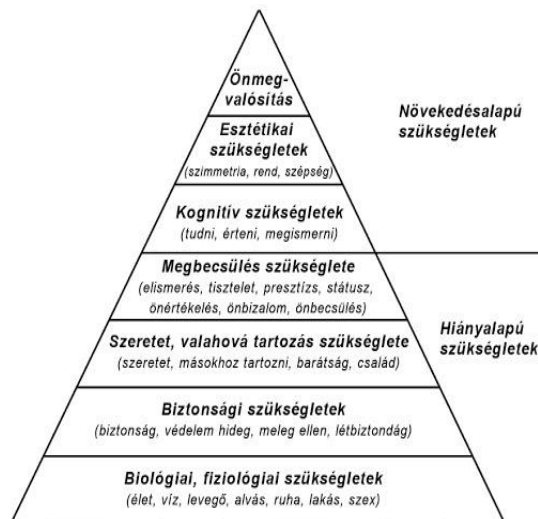 Önmeg-
valósítás
Esztétikai
szükségletek
(szimmetria, rend, szépség)
Kognitív szükségletek
(tudni, érteni, megismerni)
Megbecsülés szükséglete
(elismerés, tisztelet, presztízs, státusz,
önértékelés, önbizalom, önbecsülés)
Szeretet, valahová tartozás szükséglete
(szeretet, másokhoz tartozni, barátság, család)
Biztonsági szükségletek
(biztonság, védelem hideg, meleg ellen, létbiztondág)
Biológiai, fiziológiai szükségletek
(élet, víz, levegő, alvás, ruha, lakás, szex)
Növekedésalapú
szükségletek
Hiányalapú
szükségletek